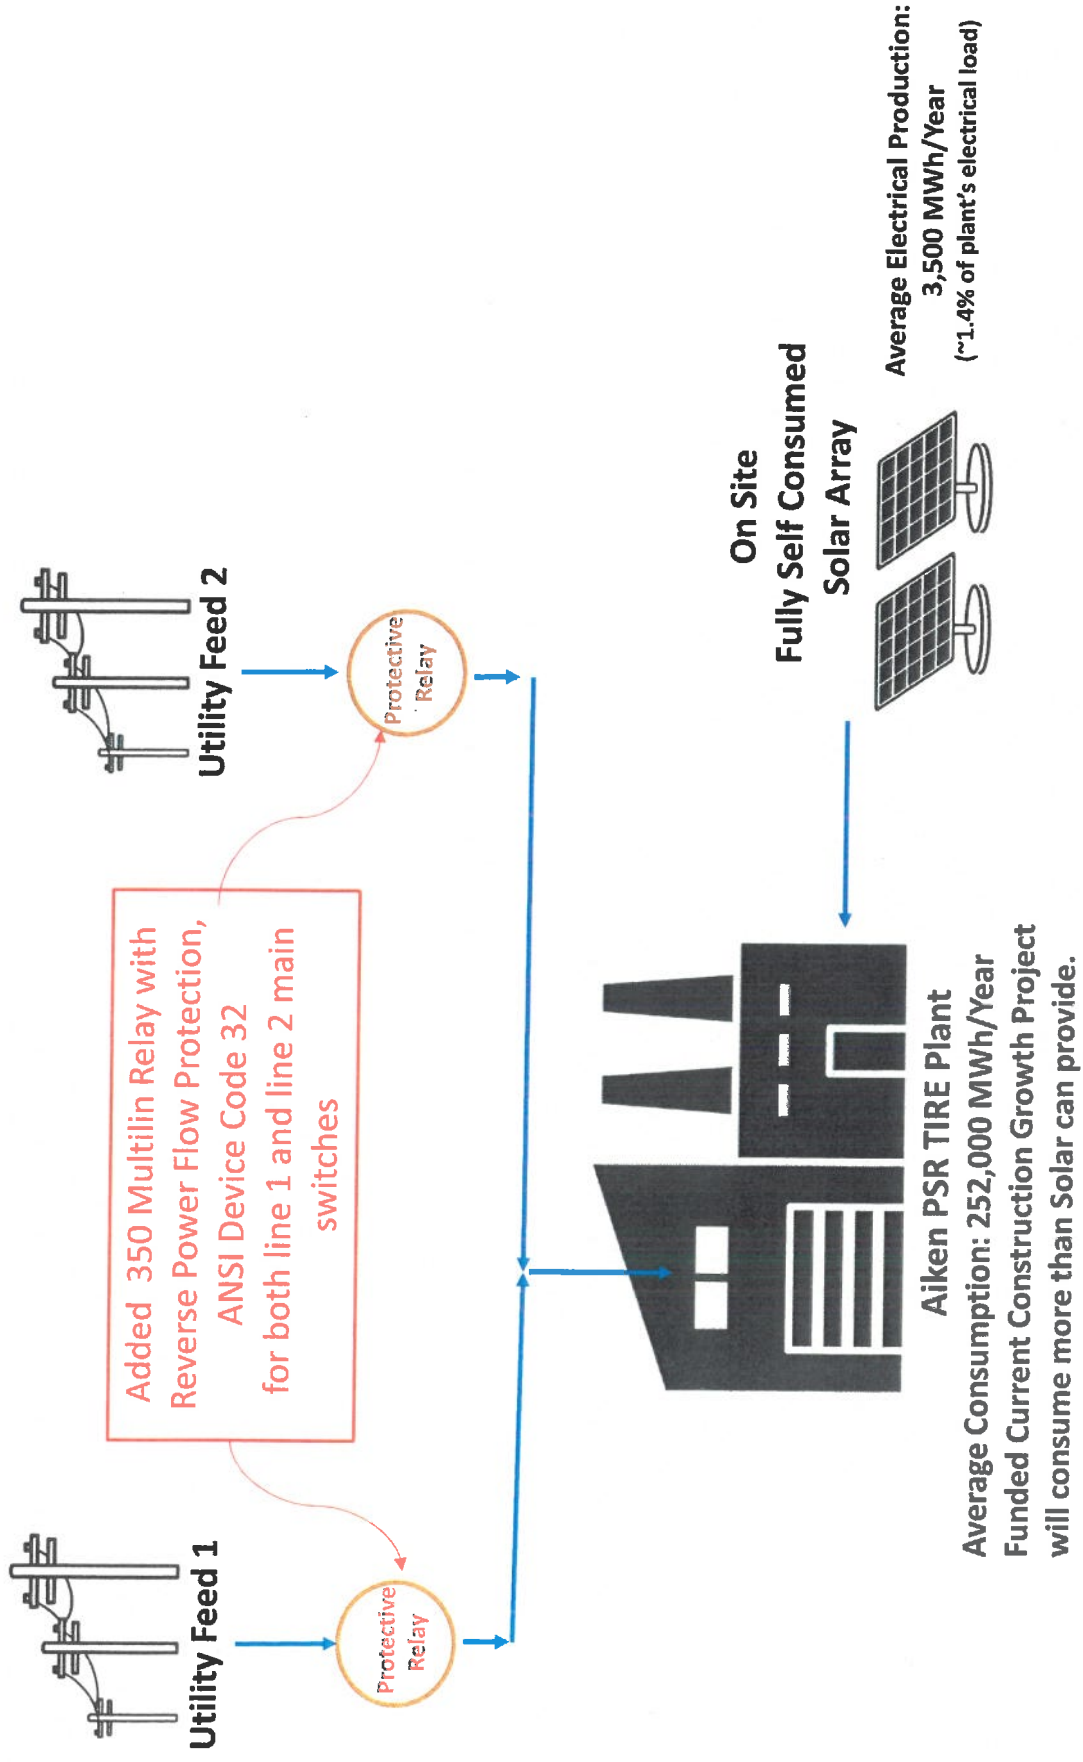 Utility Feed 1
Utility Feed 2
Added 350 Multilin Relay with
Reverse Power Flow Protection,
ANSI Device Code 32
for both line 1 and line 2 main
switches
Protective
Relay
Protective
Relay
On Site
Fully Self Consumed
Solar Array
Average Electrical Production:
3,500 MWh/Year
(~1.4% of plant's electrical load)
Aiken PSR TIRE Plant
Average Consumption: 252,000 MWh/Year
Funded Current Construction Growth Project
will consume more than Solar can provide.